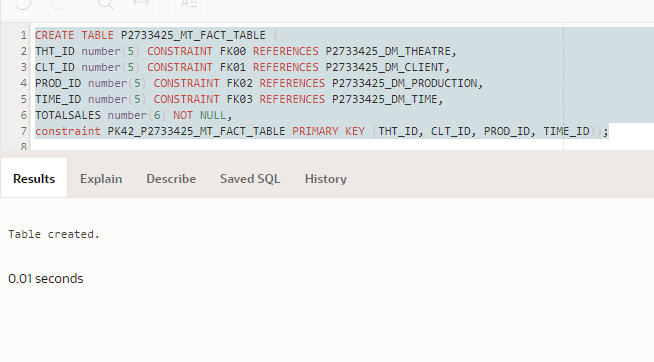 1 CREATE TABLE P2733425_MT_FACT_TABLE (
2 THT_ID number(5) CONSTRAINT FK00 REFERENCES P2733425_DM_THEATRE,
3 CLT_ID number(5) CONSTRAINT FK01 REFERENCES P2733425_DM_CLIENT,
4 PROD_ID number(5) CONSTRAINT FK02 REFERENCES P2733425_DM_PRODUCTION,
5 TIME_ID number(5) CONSTRAINT FK03 REFERENCES P2733425_DM_TIME,
6 TOTALSALES number(6) NOT NULL,
7 constraint PK42_P2733425_MT_FACT_TABLE PRIMARY KEY (THT_ID, CLT_ID, PROD_ID, TIME_ID));
8
Results Explain Describe Saved SQL History
Table created.
0.01 seconds